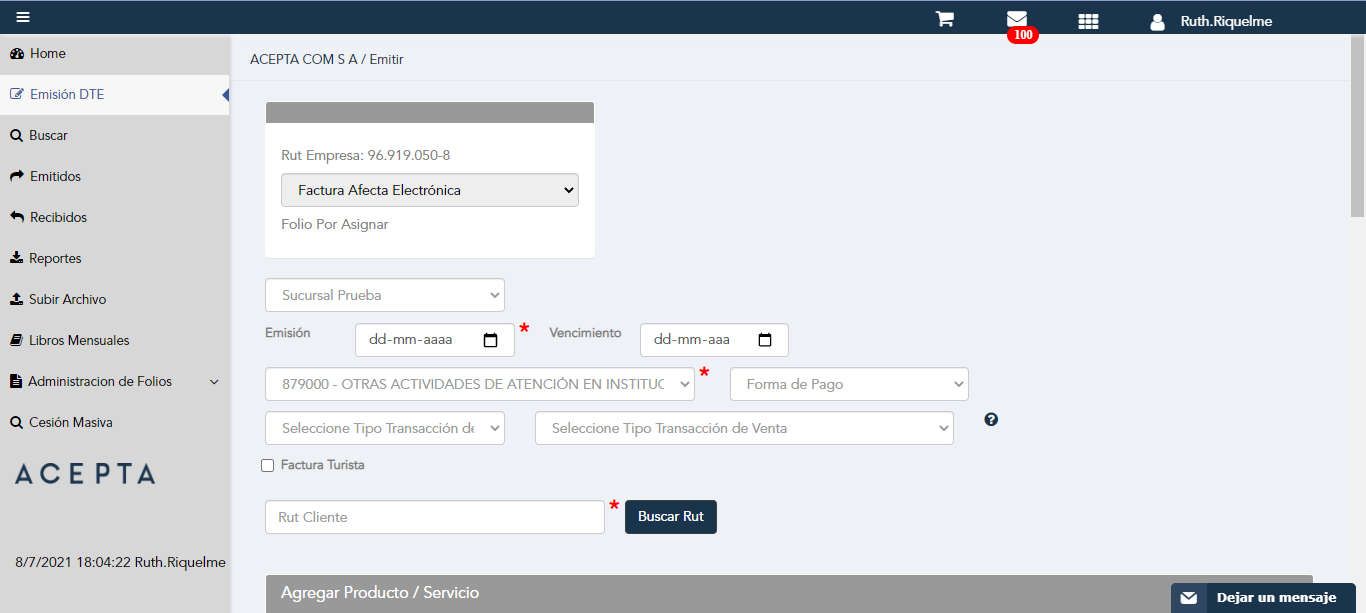 100
Ruth.Riquelme
Home
Emisión DTE
Buscar
Emitidos
Recibidos
Reportes
Subir Archivo
Libros Mensuales
Administracion de Folios
Cesión Masiva
ACEPTA
8/7/2021 18:04:22 Ruth.Riquelme
ACEPTA COM S A / Emitir
Rut Empresa: 96.919.050-8
Factura Afecta Electrónica
Folio Por Asignar
Sucursal Prueba
Emisión dd-mm-aaaa * Vencimiento dd-mm-aaa
879000 - OTRAS ACTIVIDADES DE ATENCIÓN EN INSTITUC * Forma de Pago
Seleccione Tipo Transacción de Seleccione Tipo Transacción de Venta ?
Factura Turista
Rut Cliente * Buscar Rut
Agregar Producto / Servicio
Dejar un mensaje